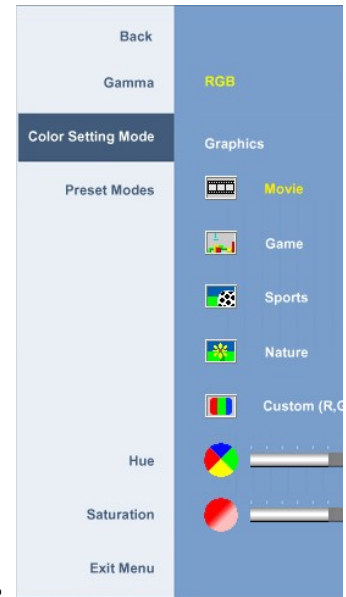 Back
Gamma
RGB
Color Setting Mode
Graphics
Preset Modes
Movie
Game
Sports
Nature
Custom (R,G
Hue
Saturation
Exit Menu